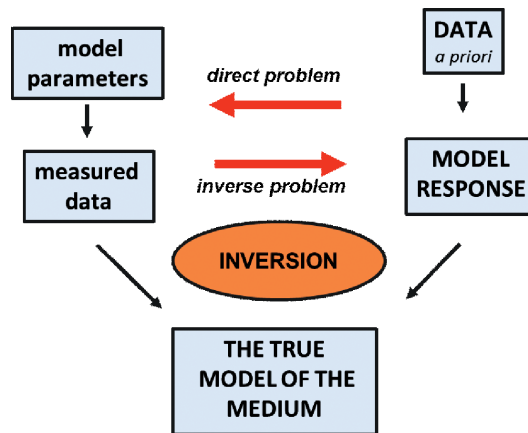 model
parameters
DATA
a priori
direct problem
measured
data
inverse problem
MODEL
RESPONSE
INVERSION
THE TRUE
MODEL OF THE
MEDIUM